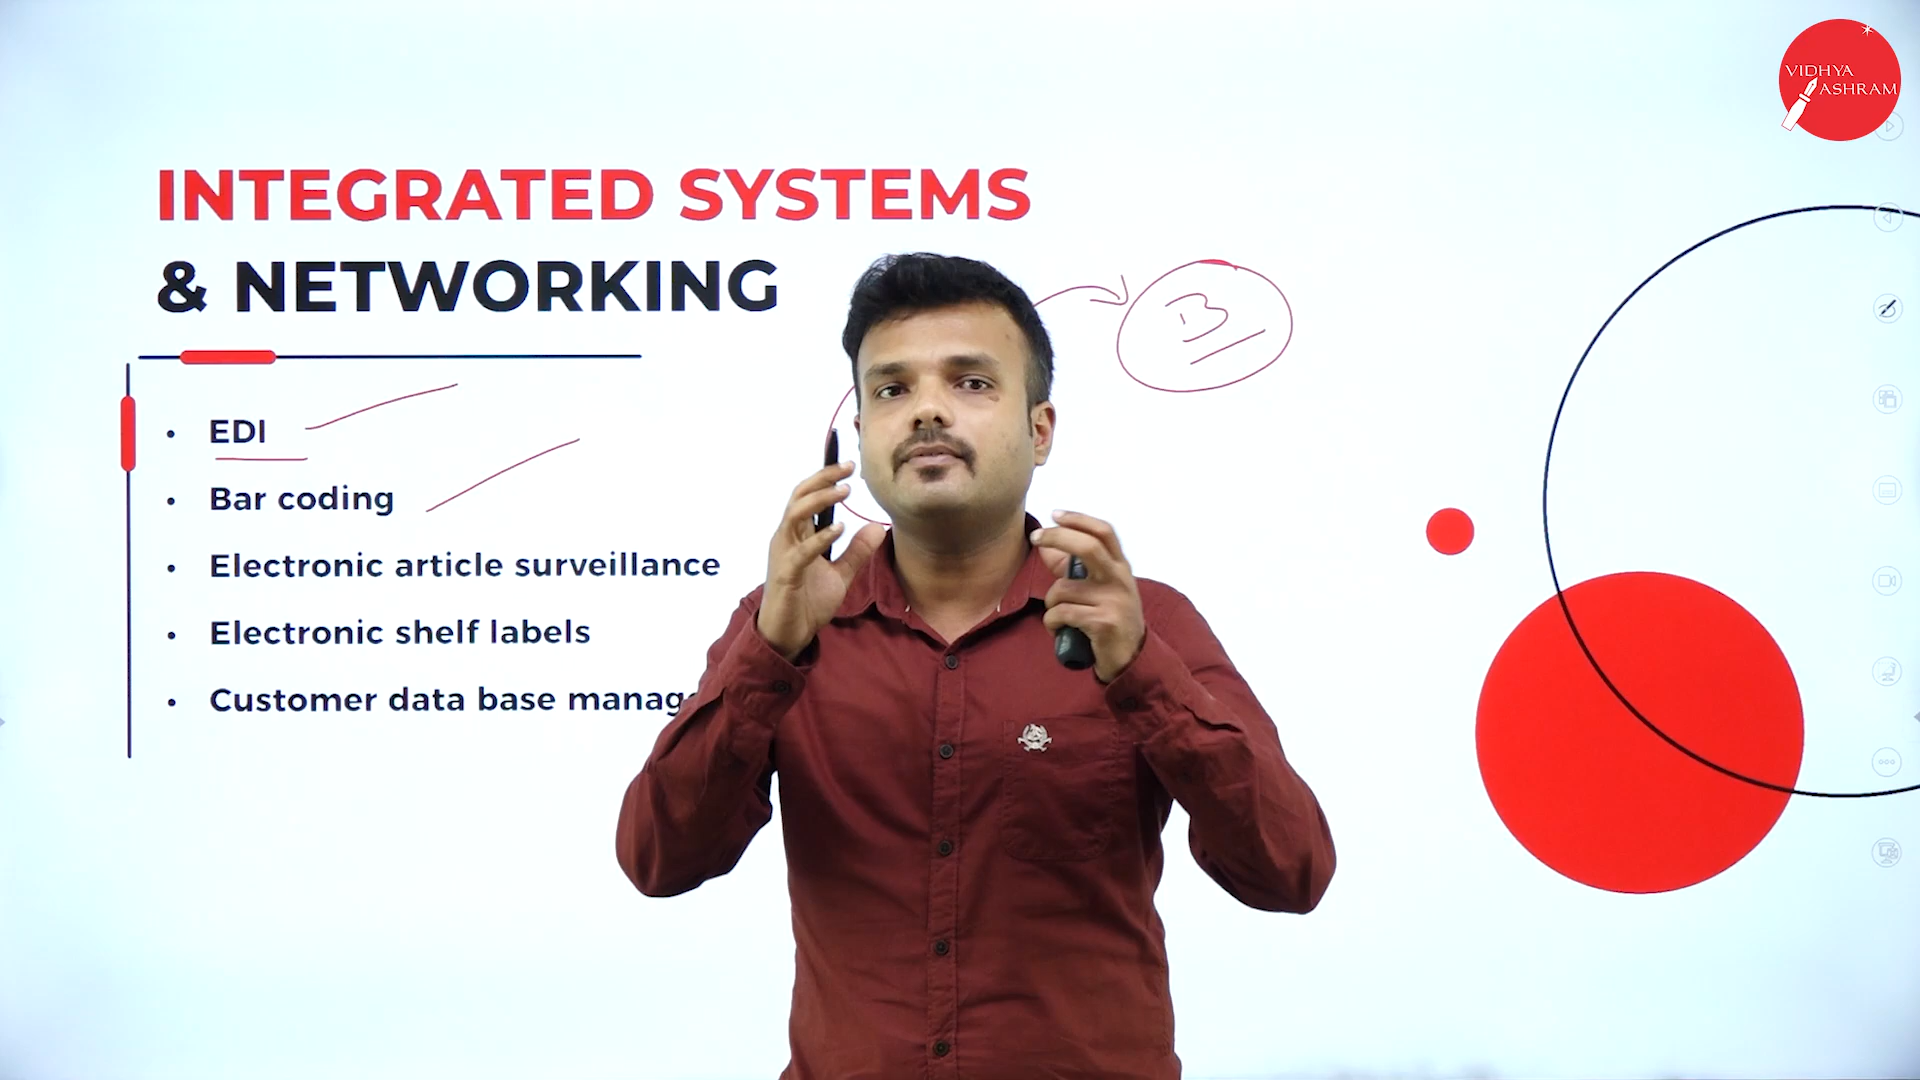 VIDHYA
ASHRAM
INTEGRATED SYSTEMS
& NETWORKING
B
• EDI
• Bar coding
• Electronic article surveillance
• Electronic shelf labels
• Customer data base manag